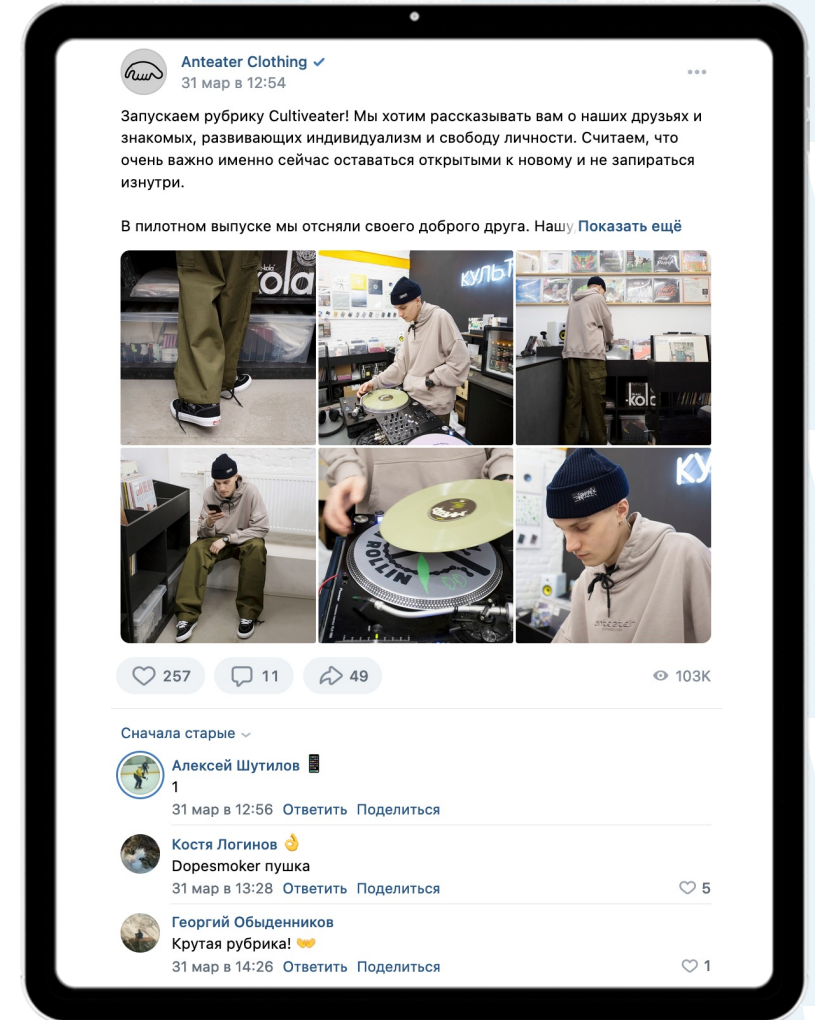 Anteater Clothing
31 мар в 12:54
Запускаем рубрику Cultiveater! Мы хотим рассказывать вам о наших друзьях и
знакомых, развивающих индивидуализм и свободу личности. Считаем, что
очень важно именно сейчас оставаться открытыми к новому и не запираться
изнутри.
В пилотном выпуске мы отсняли своего доброго друга. Нашу Показать ещё
kola
КУЛЬТ
kolc
ROLLIN
КУ
anteater
257
11
49
103K
Сначала старые
Алексей Шутилов
1
31 мар в 12:56 Ответить Поделиться
Костя Логинов 👌
Dopesmoker пушка
31 мар в 13:28 Ответить Поделиться
5
Георгий Обыденников
Крутая рубрика! 🤝
31 мар в 14:26 Ответить Поделиться
1